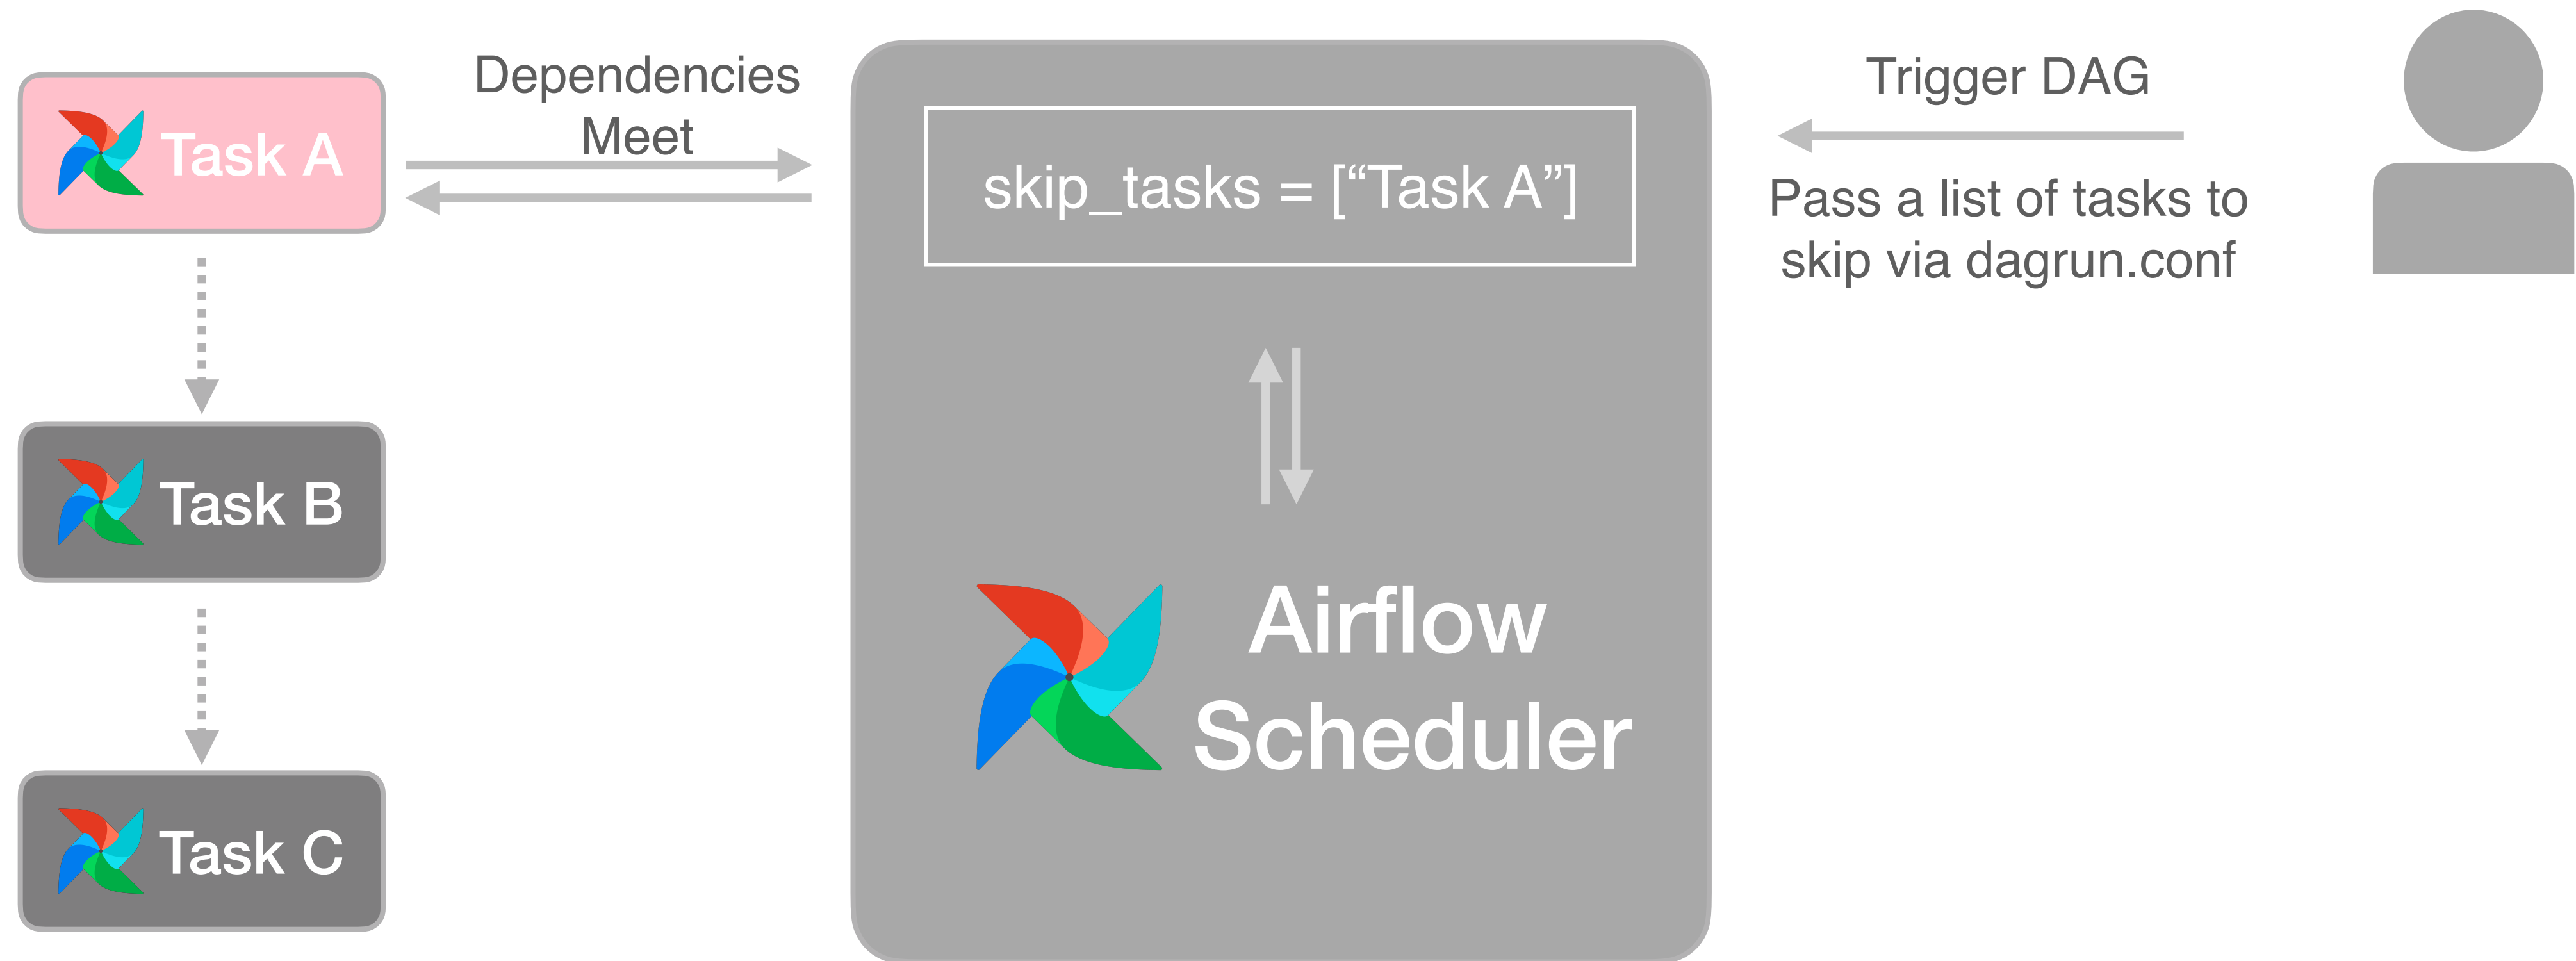 Task A
Dependencies
Meet
skip_tasks = [“Task A”]
Trigger DAG
Pass a list of tasks to
skip via dagrun.conf
Task B
Airflow
Scheduler
Task C